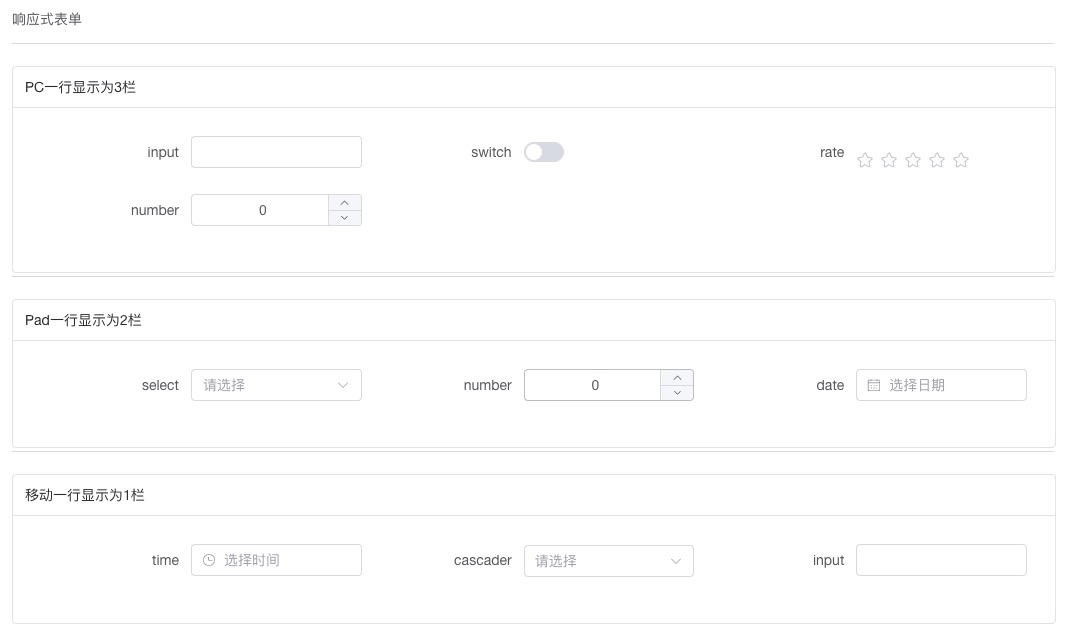 响应式表单
PC一行显示为3栏
input switch rate
number 0
Pad一行显示为2栏
select 请选择 number 0 date 选择日期
移动一行显示为1栏
time 选择时间 cascader 请选择 input